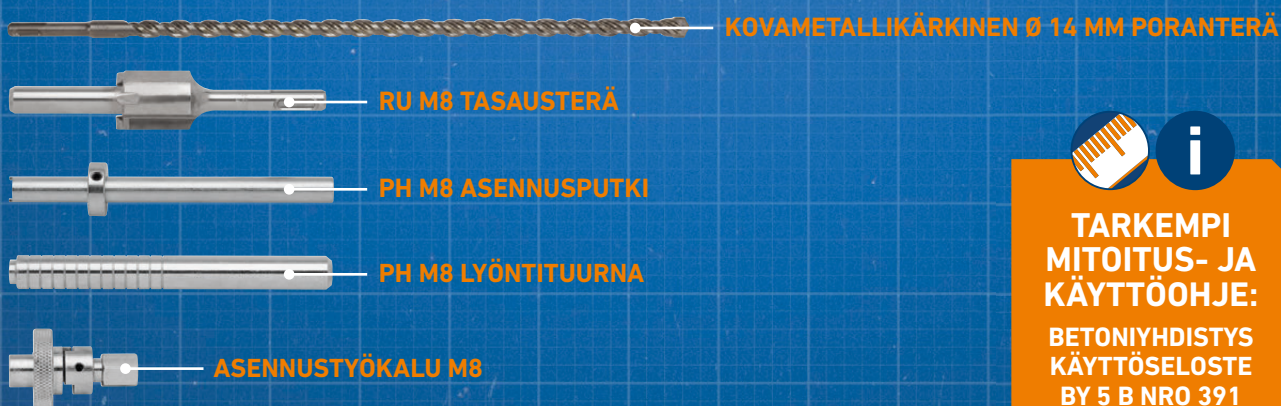 KOVAMETALLIKÄRKINEN Ø 14 MM PORANTERÄ
RU M8 TASAUSTERÄ
PH M8 ASENNUSPUTKI
PH M8 LYÖNTITUURNA
ASENNUSTYÖKALU M8
i
TARKEMPI
MITOITUS- JA
KÄYTTÖOHJE:
BETONIYHDISTYS
KÄYTTÖSELOSTE
BY 5 B NRO 391